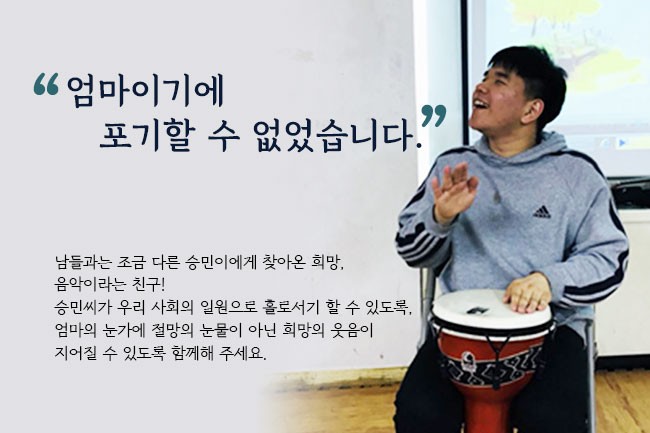 “엄마이기에
포기할 수 없었습니다.”
남들과는 조금 다른 승민이에게 찾아온 희망,
음악이라는 친구!
승민씨가 우리 사회의 일원으로 홀로서기 할 수 있도록,
엄마의 눈가에 절망의 눈물이 아닌 희망의 웃음이
지어질 수 있도록 함께해 주세요.
adidas